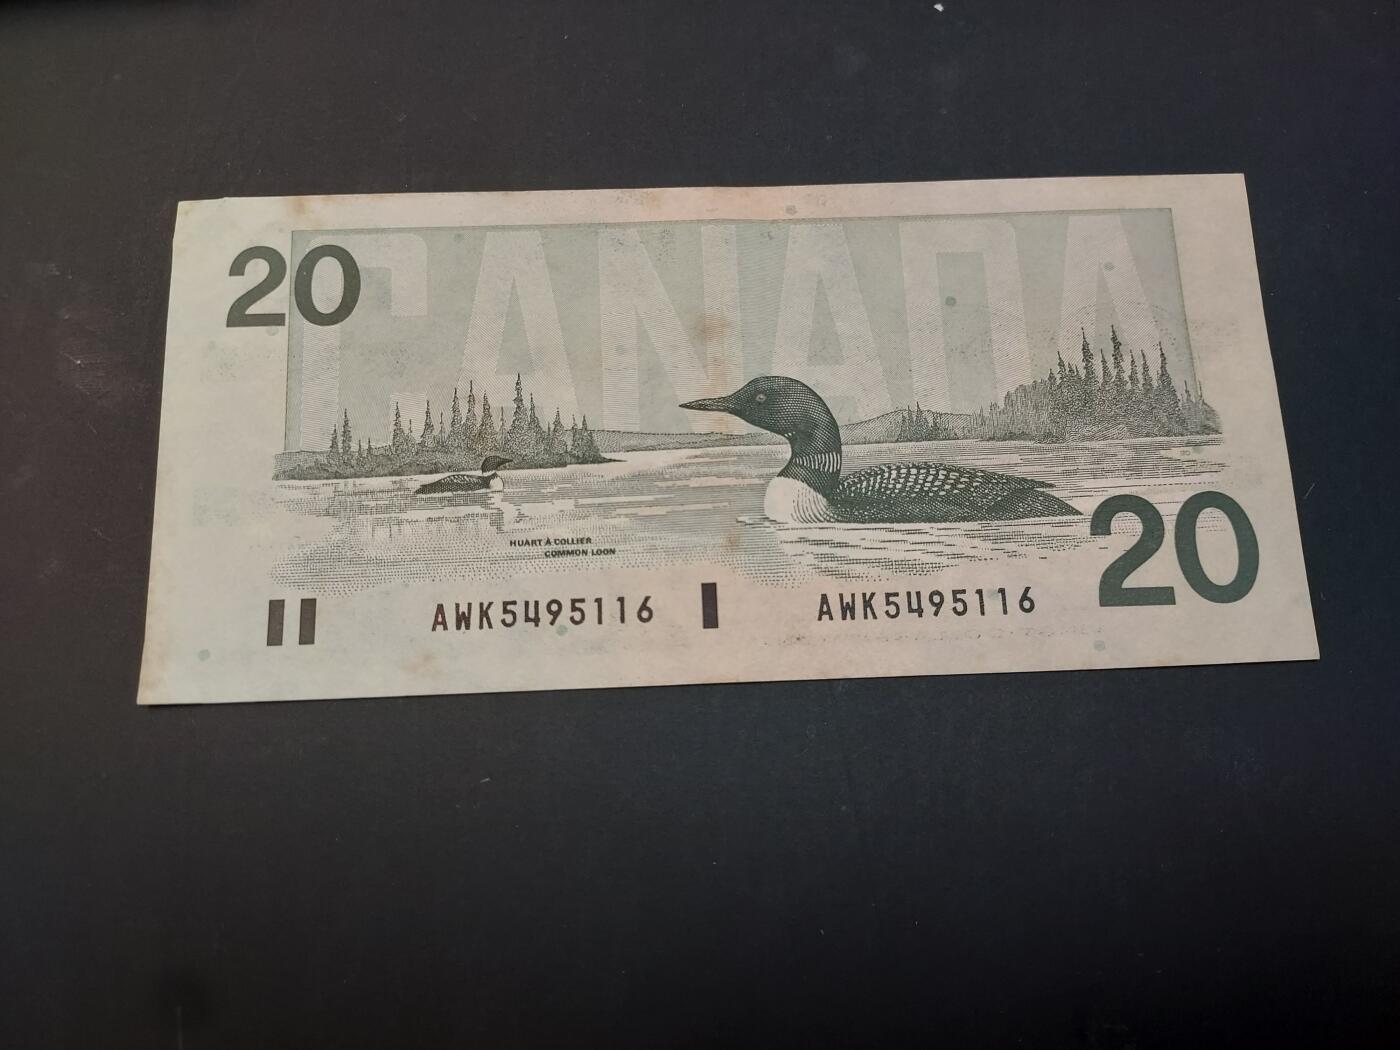 20
CANADA
HUART À COLLIER
COMMON LOON
20
AWK5495116 AWK5495116